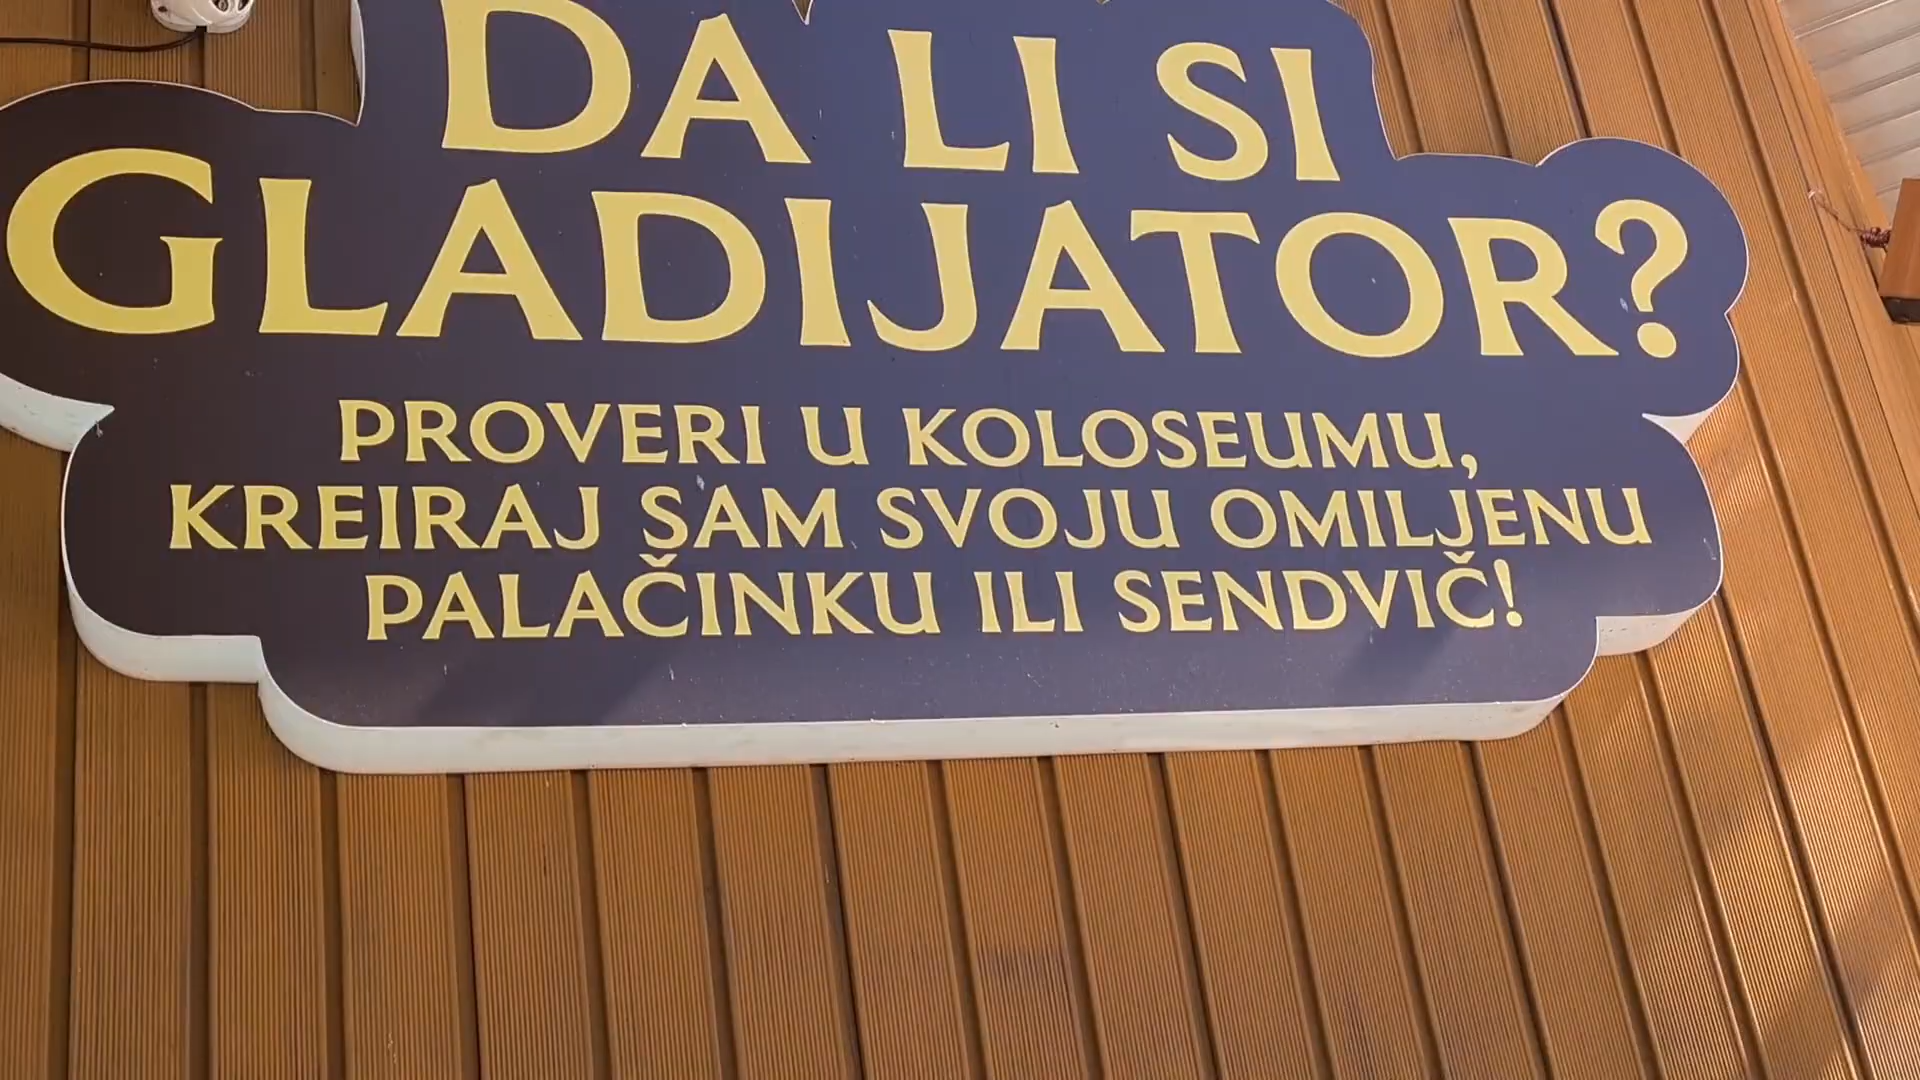 DA LI SI
GLADIJATOR?
PROVERI U KOLOSEUMU,
KREIRAJ SAM SVOJU OMILJENU
PALAČINKU ILI SENDVIČ!